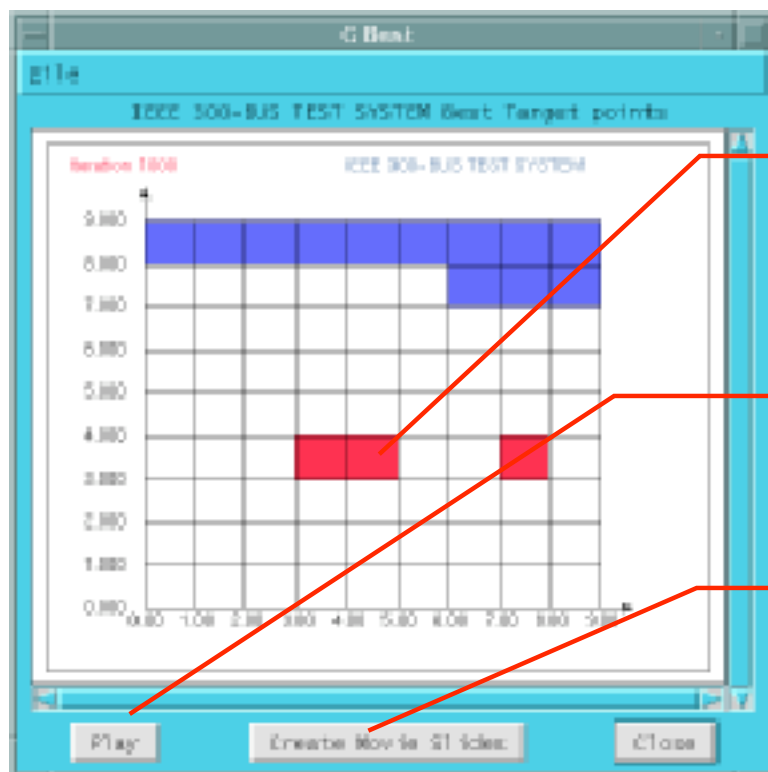 G Best
File
IEEE 300-BUS TEST SYSTEM Best Target points
Iteration 1000
IEEE 300-BUS TEST SYSTEM
9.000
8.000
7.000
6.000
5.000
4.000
3.000
2.000
1.000
0.000
0.00 1.00 2.00 3.00 4.00 5.00 6.00 7.00 8.00 9.00
Play
Create Movie Slides
Close